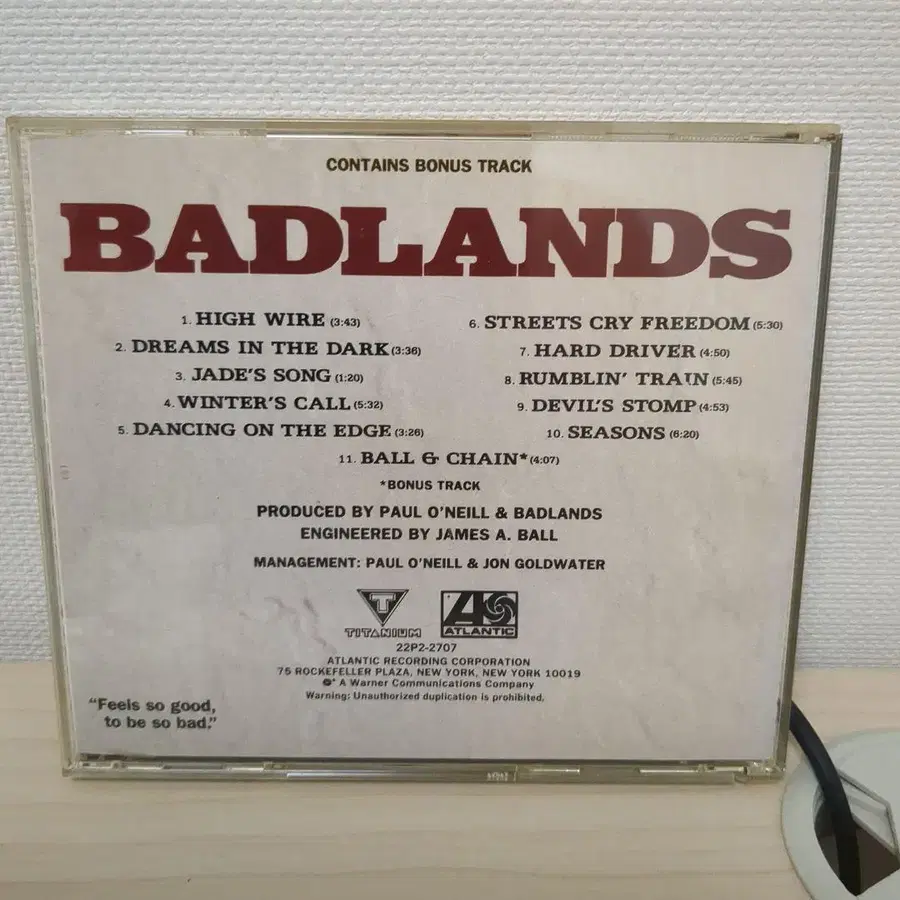 CONTAINS BONUS TRACK
BADLANDS
1. HIGH WIRE (3:43)
2. DREAMS IN THE DARK (3:36)
3. JADE'S SONG (1:20)
4. WINTER'S CALL (5:32)
5. DANCING ON THE EDGE (3:26)
6. STREETS CRY FREEDOM (5:30)
7. HARD DRIVER (4:50)
8. RUMBLIN' TRAIN (5:45)
9. DEVIL'S STOMP (4:53)
10. SEASONS (6:20)
11. BALL & CHAIN* (4:07)
*BONUS TRACK
PRODUCED BY PAUL O'NEILL & BADLANDS
ENGINEERED BY JAMES A. BALL
MANAGEMENT: PAUL O'NEILL & JON GOLDWATER
TITANIUM
ATLANTIC
22P2-2707
ATLANTIC RECORDING CORPORATION
75 ROCKEFELLER PLAZA, NEW YORK, NEW YORK 10019
A Warner Communications Company
Warning: Unauthorized duplication is prohibited.
"Feels so good,
to be so bad."